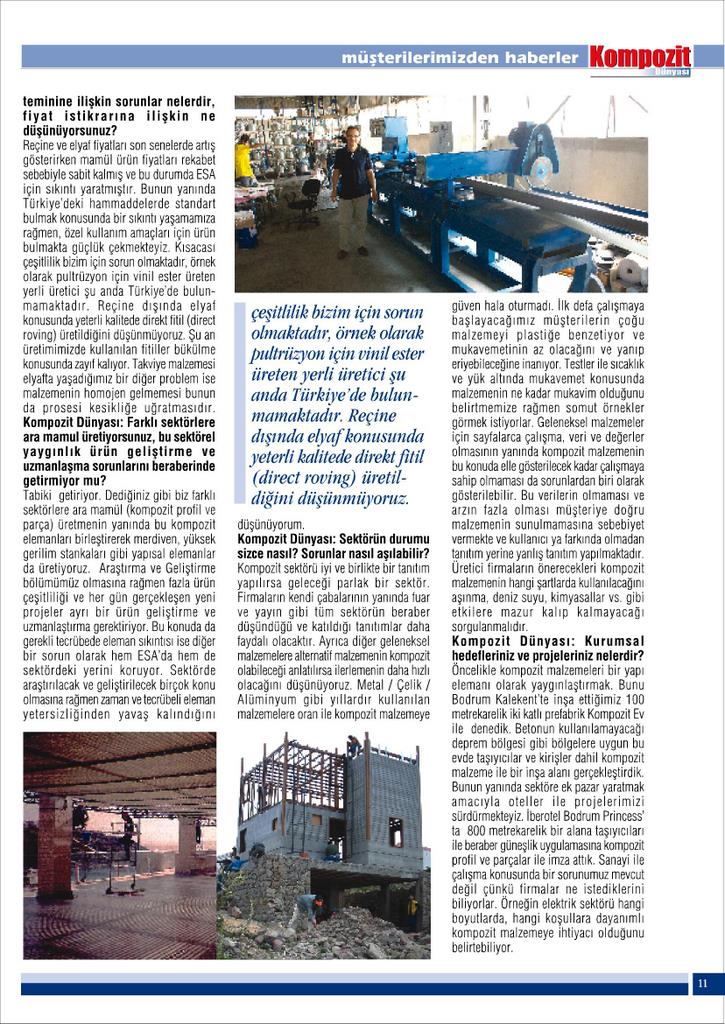 müşterilerimizden haberler
Kompozit
Dünyası
teminine ilişkin sorunlar nelerdir,
fiyat istikrarına ilişkin ne
düşünüyorsunuz?
Reçine ve elyaf fiyatları son senelerde artış
gösterirken mamül ürün fiyatları rekabet
sebebiyle sabit kalmış ve bu durumda ESA
için sıkıntı yaratmıştır. Bunun yanında
Türkiye'deki hammaddelerde standart
bulmak konusunda bir sıkıntı yaşamamıza
rağmen, özel kullanım amaçları için ürün
bulmakta güçlük çekmekteyiz. Kısacası
çeşitlilik bizim için sorun olmaktadır, örnek
olarak pultrüzyon için vinil ester üreten
yerli üretici şu anda Türkiye'de bulun-
mamaktadır. Reçine dışında elyaf
konusunda yeterli kalitede direkt fitil (direct
roving) üretildiğini düşünmüyoruz. Şu an
üretimimizde kullanılan fitiller bükülme
konusunda zayıf kalıyor. Takviye malzemesi
elyafta yaşadığımız bir diğer problem ise
malzemenin homojen gelmemesi bunun
da prosesi kesikliğe uğratmasıdır.
Kompozit Dünyası: Farklı sektörlere
ara mamul üretiyorsunuz, bu sektörel
yaygınlık ürün geliştirme ve
uzmanlaşma sorunlarını beraberinde
getirmiyor mu?
Tabiki getiriyor. Dediğiniz gibi biz farklı
sektörlere ara mamül (kompozit profil ve
parça) üretmenin yanında bu kompozit
elemanları birleştirerek merdiven, yüksek
gerilim stankaları gibi yapısal elemanlar
da üretiyoruz. Araştırma ve Geliştirme
bölümümüz olmasına rağmen fazla ürün
çeşitliliği ve her gün gerçekleşen yeni
projeler ayrı bir ürün geliştirme ve
uzmanlaştırma gerektiriyor. Bu konuda da
gerekli tecrübede eleman sıkıntısı ise diğer
bir sorun olarak hem ESA'da hem de
sektördeki yerini koruyor. Sektörde
araştırılacak ve geliştirilecek birçok konu
olmasına rağmen zaman ve tecrübeli eleman
yetersizliğinden yavaş kalındığını
çeşitlilik bizim için sorun
olmaktadır, örnek olarak
pultrüzyon için vinil ester
üreten yerli üretici şu
anda Türkiye'de bulun-
mamaktadır. Reçine
dışında elyaf konusunda
yeterli kalitede direkt fitil
(direct roving) üretil-
diğini düşünmüyoruz.
düşünüyorum.
Kompozit Dünyası: Sektörün durumu
sizce nasıl? Sorunlar nasıl aşılabilir?
Kompozit sektörü iyi ve birlikte bir tanıtım
yapılırsa geleceği parlak bir sektör.
Firmaların kendi çabalarının yanında fuar
ve yayın gibi tüm sektörün beraber
düşündüğü ve katıldığı tanıtımlar daha
faydalı olacaktır. Ayrıca diğer geleneksel
malzemelere alternatif malzemenin kompozit
olabileceği anlatılırsa ilerlemenin daha hızlı
olacağını düşünüyoruz. Metal / Çelik /
Alüminyum gibi yıllardır kullanılan
malzemelere oran ile kompozit malzemeye
güven hala oturmadı. İlk defa çalışmaya
başlayacağımız müşterilerin çoğu
malzemeyi plastiğe benzetiyor ve
mukavemetinin az olacağını ve yanıp
eriyebileceğine inanıyor. Testler ile sıcaklık
ve yük altında mukavemet konusunda
malzemenin ne kadar mukavim olduğunu
belirtmemize rağmen somut örnekler
görmek istiyorlar. Geleneksel malzemeler
için sayfalarca çalışma, veri ve değerler
olmasının yanında kompozit malzemenin
bu konuda elle gösterilecek kadar çalışmaya
sahip olmaması da sorunlardan biri olarak
gösterilebilir. Bu verilerin olmaması ve
arzın fazla olması müşteriye doğru
malzemenin sunulmamasına sebebiyet
vermekte ve kullanıcı ya farkında olmadan
tanıtım yerine yanlış tanıtım yapılmaktadır.
Üretici firmaların önerecekleri kompozit
malzemenin hangi şartlarda kullanılacağını
aşınma, deniz suyu, kimyasallar vs. gibi
etkilere mazur kalıp kalmayacağı
sorgulanmalıdır.
Kompozit Dünyası: Kurumsal
hedefleriniz ve projeleriniz nelerdir?
Öncelikle kompozit malzemeleri bir yapı
elemanı olarak yaygınlaştırmak. Bunu
Bodrum Kalekent'te inşa ettiğimiz 100
metrekarelik iki katlı prefabrik Kompozit Ev
ile denedik. Betonun kullanılamayacağı
deprem bölgesi gibi bölgelere uygun bu
evde taşıyıcılar ve kirişler dahil kompozit
malzeme ile bir inşa alanı gerçekleştirdik.
Bunun yanında sektöre ek pazar yaratmak
amacıyla oteller ile projelerimizi
sürdürmekteyiz. İberotel Bodrum Princess'
ta 800 metrekarelik bir alana taşıyıcıları
ile beraber güneşlik uygulamasına kompozit
profil ve parçalar ile imza attık. Sanayi ile
çalışma konusunda bir sorunumuz mevcut
değil çünkü firmalar ne istediklerini
biliyorlar. Örneğin elektrik sektörü hangi
boyutlarda, hangi koşullara dayanımlı
kompozit malzemeye ihtiyacı olduğunu
belirtebiliyor.
11